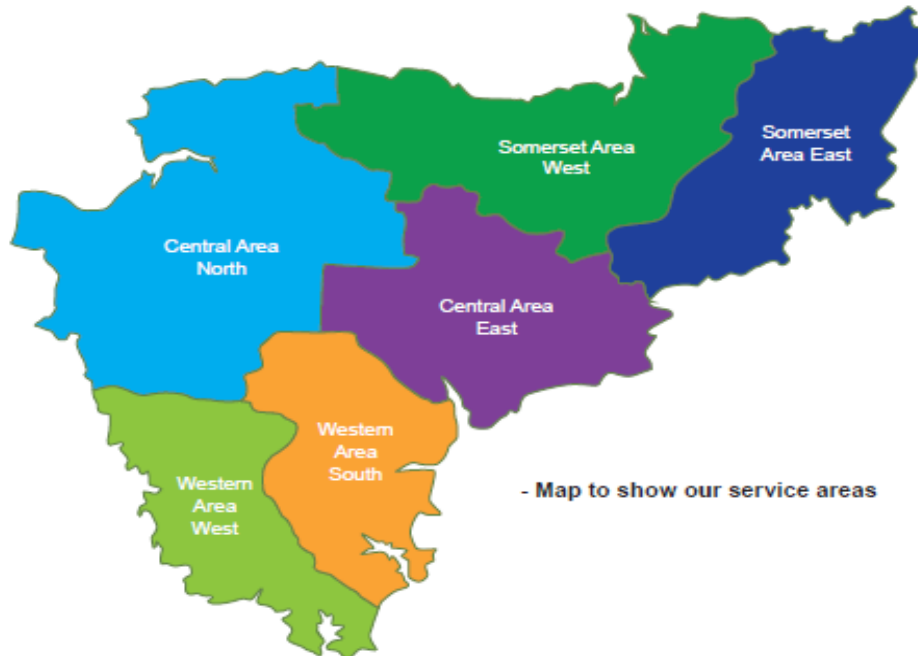 Somerset
Area East
Somerset Area
West
Central Area
North
Central Area
East
Western
Area
South
Western
Area
West
- Map to show our service areas